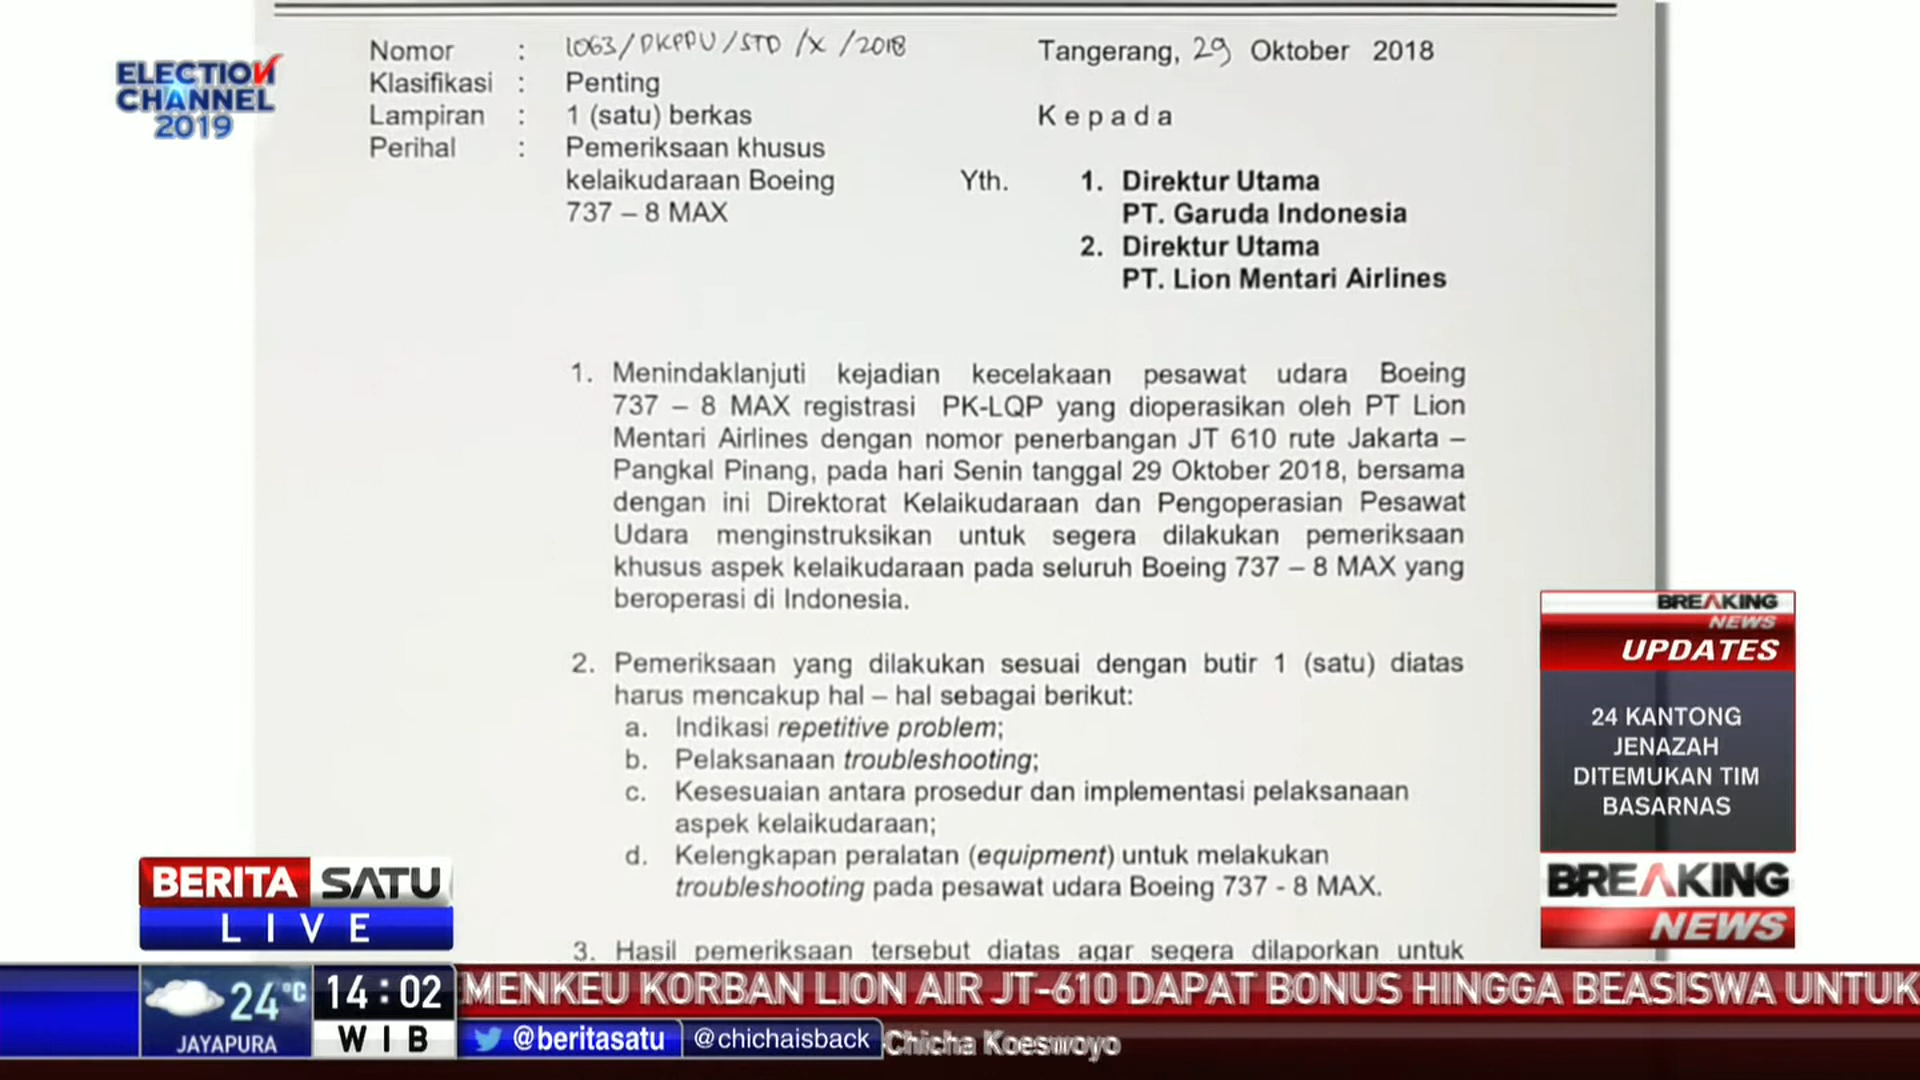 ELECTION
CHANNEL
2019
Nomor : 1063/DKPPU/STD/X/2018
Klasifikasi : Penting
Lampiran : 1 (satu) berkas
Perihal : Pemeriksaan khusus
kelaikudaraan Boeing
737 – 8 MAX
Tangerang, 29 Oktober 2018
Kepada
Yth. 1. Direktur Utama
PT. Garuda Indonesia
2. Direktur Utama
PT. Lion Mentari Airlines
1. Menindaklanjuti kejadian kecelakaan pesawat udara Boeing
737 – 8 MAX registrasi PK-LQP yang dioperasikan oleh PT Lion
Mentari Airlines dengan nomor penerbangan JT 610 rute Jakarta –
Pangkal Pinang, pada hari Senin tanggal 29 Oktober 2018, bersama
dengan ini Direktorat Kelaikudaraan dan Pengoperasian Pesawat
Udara menginstruksikan untuk segera dilakukan pemeriksaan
khusus aspek kelaikudaraan pada seluruh Boeing 737 – 8 MAX yang
beroperasi di Indonesia.
2. Pemeriksaan yang dilakukan sesuai dengan butir 1 (satu) diatas
harus mencakup hal – hal sebagai berikut:
a. Indikasi repetitive problem;
b. Pelaksanaan troubleshooting;
c. Kesesuaian antara prosedur dan implementasi pelaksanaan
aspek kelaikudaraan;
d. Kelengkapan peralatan (equipment) untuk melakukan
troubleshooting pada pesawat udara Boeing 737 - 8 MAX.
3. Hasil pemeriksaan tersebut diatas agar segera dilaporkan untuk
BREAKING
NEWS
UPDATES
24 KANTONG
JENAZAH
DITEMUKAN TIM
BASARNAS
BREAKING
NEWS
BERITA SATU
LIVE
24°C
JAYAPURA
14:02
WIB
MENKEU KORBAN LION AIR JT-610 DAPAT BONUS HINGGA BEASISWA UNTUK
@beritasatu
@chichaisback
Chicha Koeswoyo